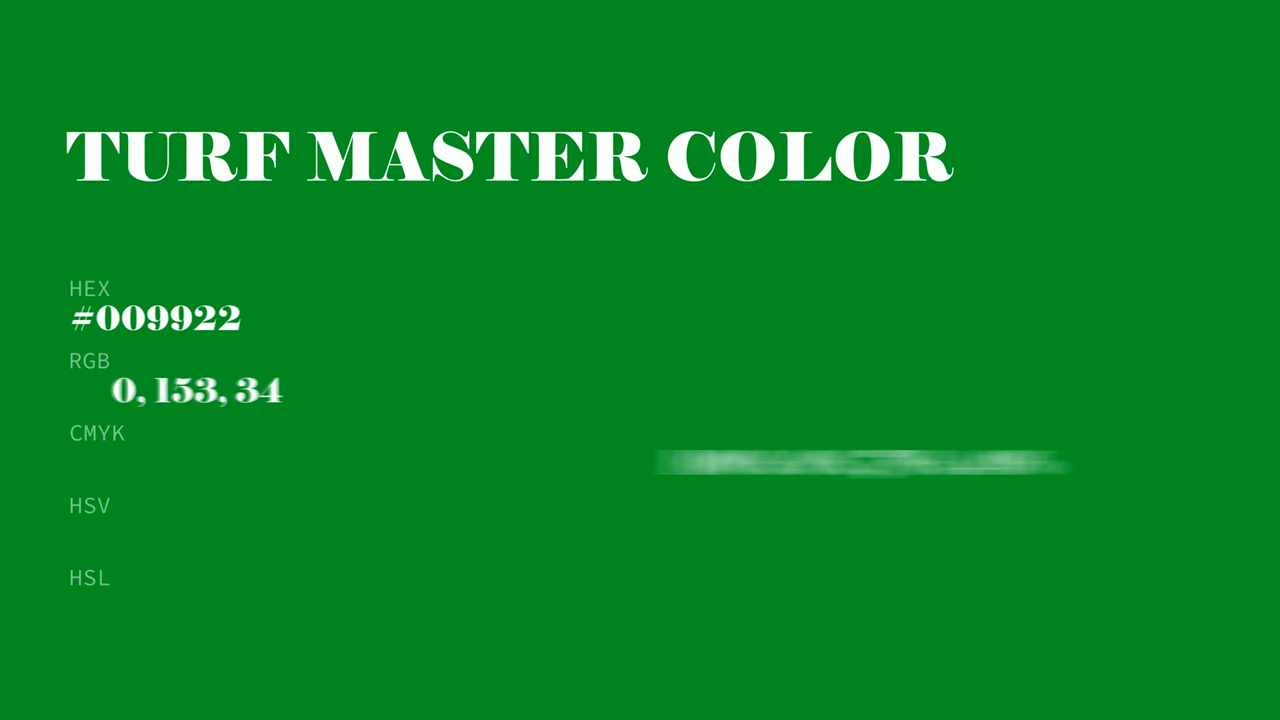 TURF MASTER COLOR
HEX
#009922
RGB
0, 153, 34
CMYK
HSV
HSL